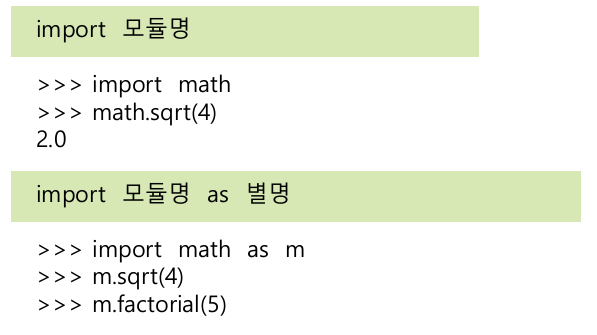 import 모듈명
>>> import math
>>> math.sqrt(4)
2.0
import 모듈명 as 별명
>>> import math as m
>>> m.sqrt(4)
>>> m.factorial(5)